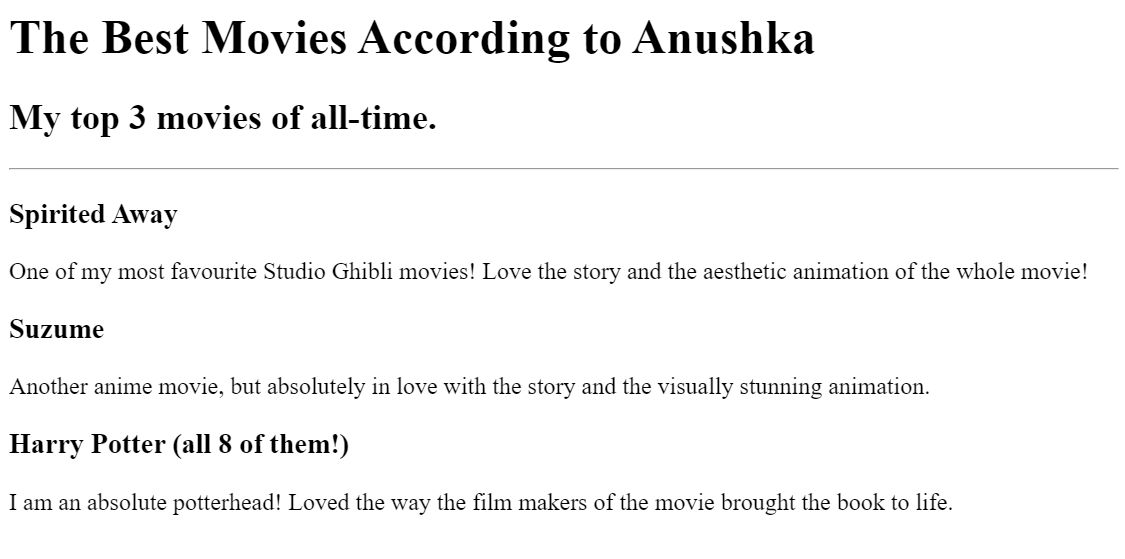 The Best Movies According to Anushka
My top 3 movies of all-time.
Spirited Away
One of my most favourite Studio Ghibli movies! Love the story and the aesthetic animation of the whole movie!
Suzume
Another anime movie, but absolutely in love with the story and the visually stunning animation.
Harry Potter (all 8 of them!)
I am an absolute potterhead! Loved the way the film makers of the movie brought the book to life.